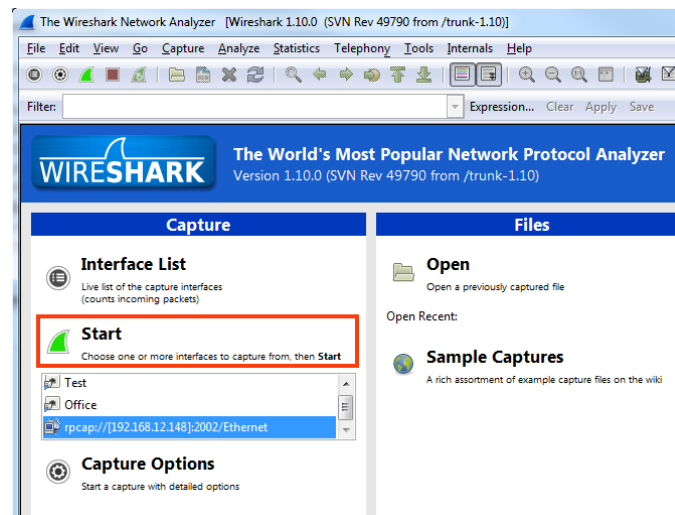 The Wireshark Network Analyzer [Wireshark 1.10.0 (SVN Rev 49790 from /trunk-1.10)]
File Edit View Go Capture Analyze Statistics Telephony Tools Internals Help
Filter:
Expression... Clear Apply Save
WIRESHARK
The World's Most Popular Network Protocol Analyzer
Version 1.10.0 (SVN Rev 49790 from /trunk-1.10)
Capture
Interface List
Live list of the capture interfaces
(counts incoming packets)
Start
Choose one or more interfaces to capture from, then Start
Test
Office
rpcap://[192.168.12.148]:2002/Ethernet
Capture Options
Start a capture with detailed options
Files
Open
Open a previously captured file
Open Recent:
Sample Captures
A rich assortment of example capture files on the wiki